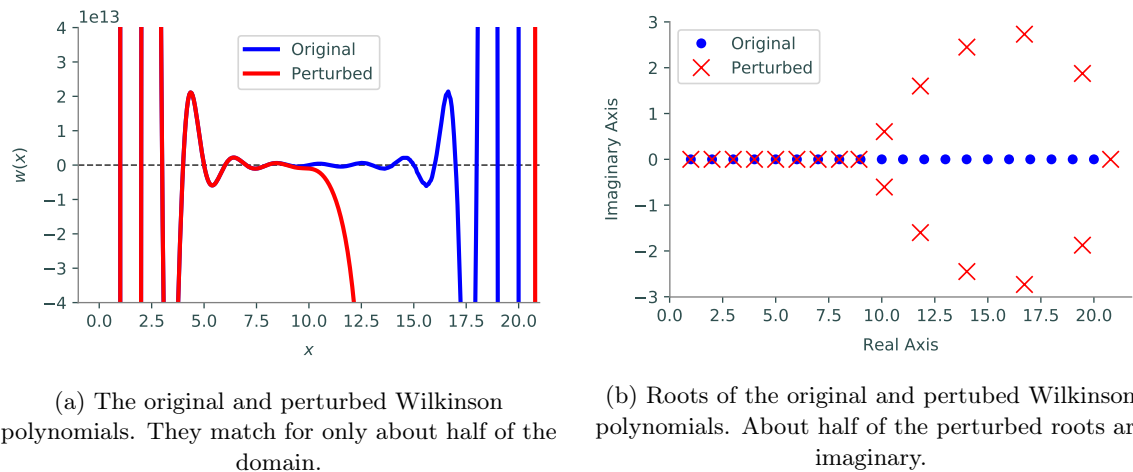 1e13
4
3
2
1
0
−1
−2
−3
−4
w(x)
Original
Perturbed
0.0 2.5 5.0 7.5 10.0 12.5 15.0 17.5 20.0
x
3
2
1
0
−1
−2
−3
Imaginary Axis
Original
Perturbed
0.0 2.5 5.0 7.5 10.0 12.5 15.0 17.5 20.0
Real Axis
(a) The original and perturbed Wilkinson
polynomials. They match for only about half of the
domain.
(b) Roots of the original and pertubed Wilkinson
polynomials. About half of the perturbed roots ar
imaginary.